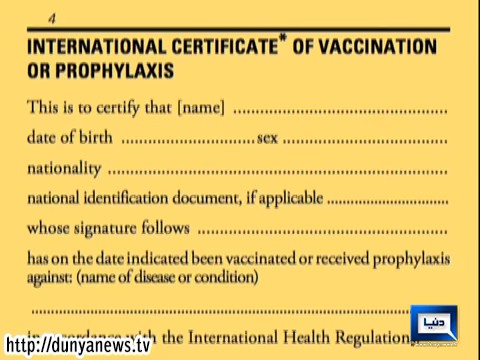 4
INTERNATIONAL CERTIFICATE* OF VACCINATION
OR PROPHYLAXIS
This is to certify that [name] ........................................
date of birth ......................... sex ..............................
nationality ..............................................................
national identification document, if applicable ......................
whose signature follows .............................................
has on the date indicated been vaccinated or received prophylaxis
against: (name of disease or condition)
..........................................................................
دنیا
in accordance with the International Health Regulations.
http://dunyanews.tv